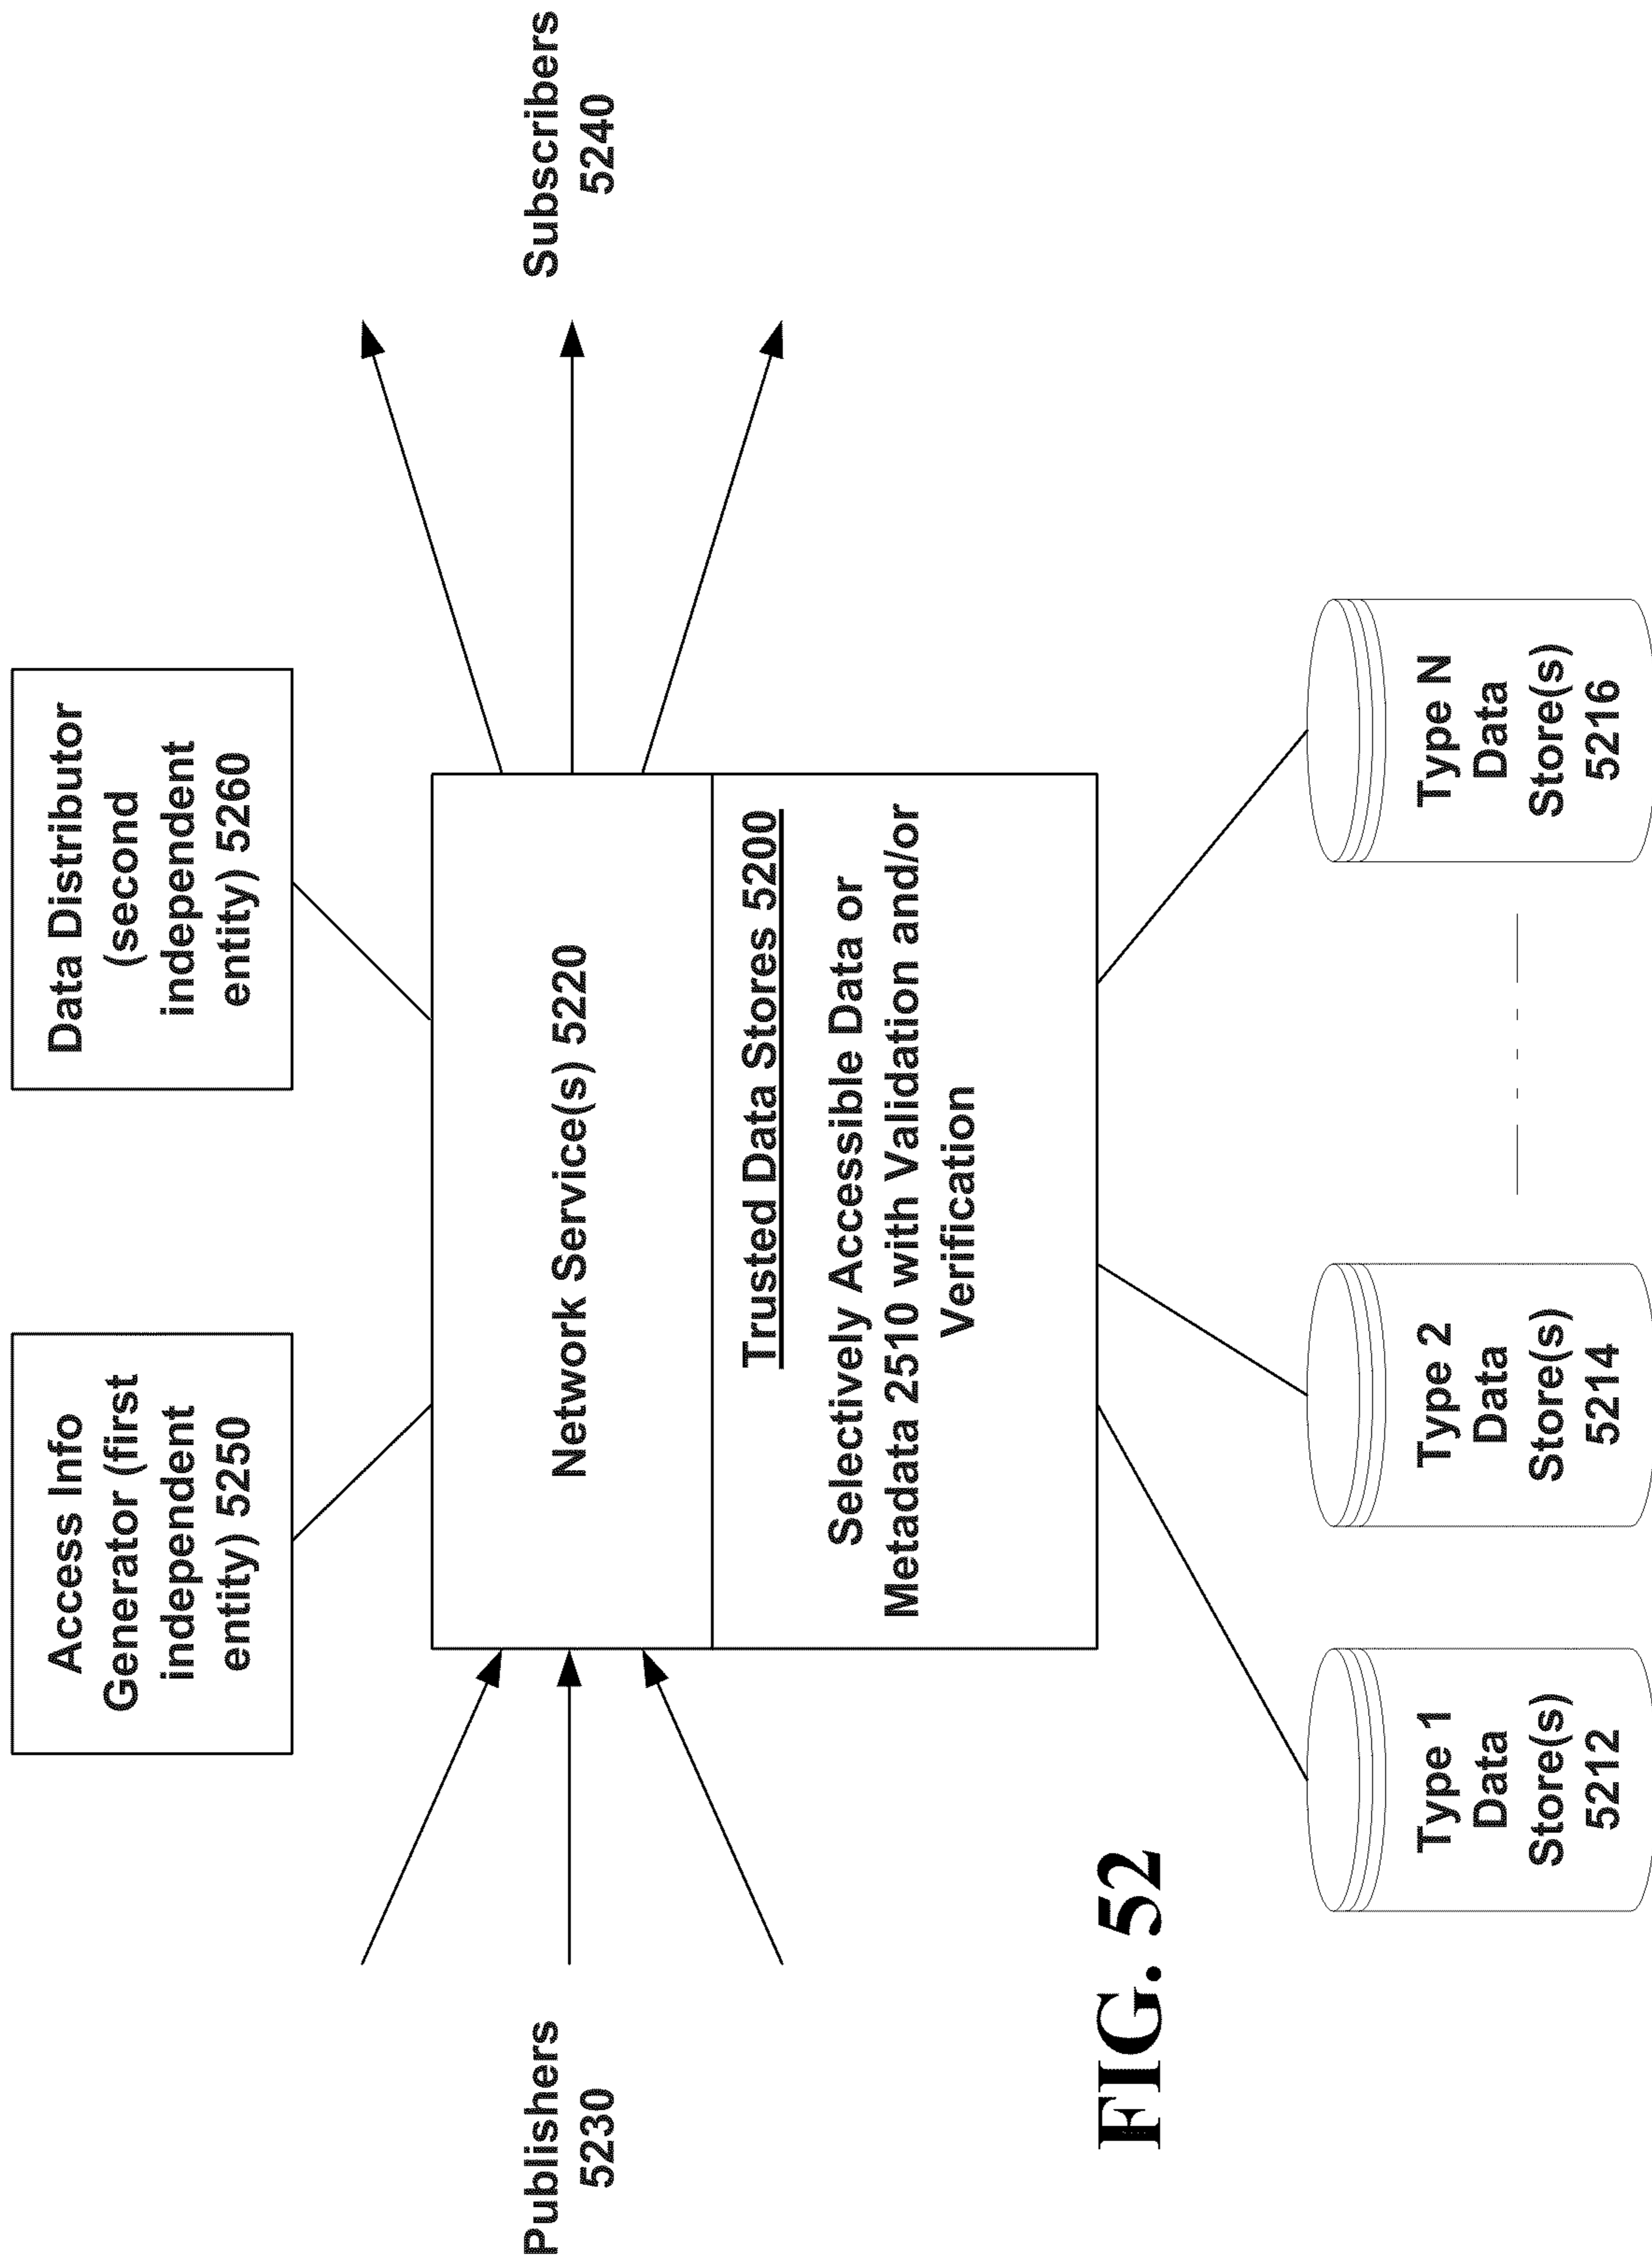 Access Info
Generator (first
independent
entity) 5250
Data Distributor
(second
independent
entity) 5260
Publishers
5230
Network Service(s) 5220
Subscribers
5240
Trusted Data Stores 5200
Selectively Accessible Data or
Metadata 2510 with Validation and/or
Verification
FIG. 52
Type 1
Data
Store(s)
5212
Type 2
Data
Store(s)
5214
Type N
Data
Store(s)
5216